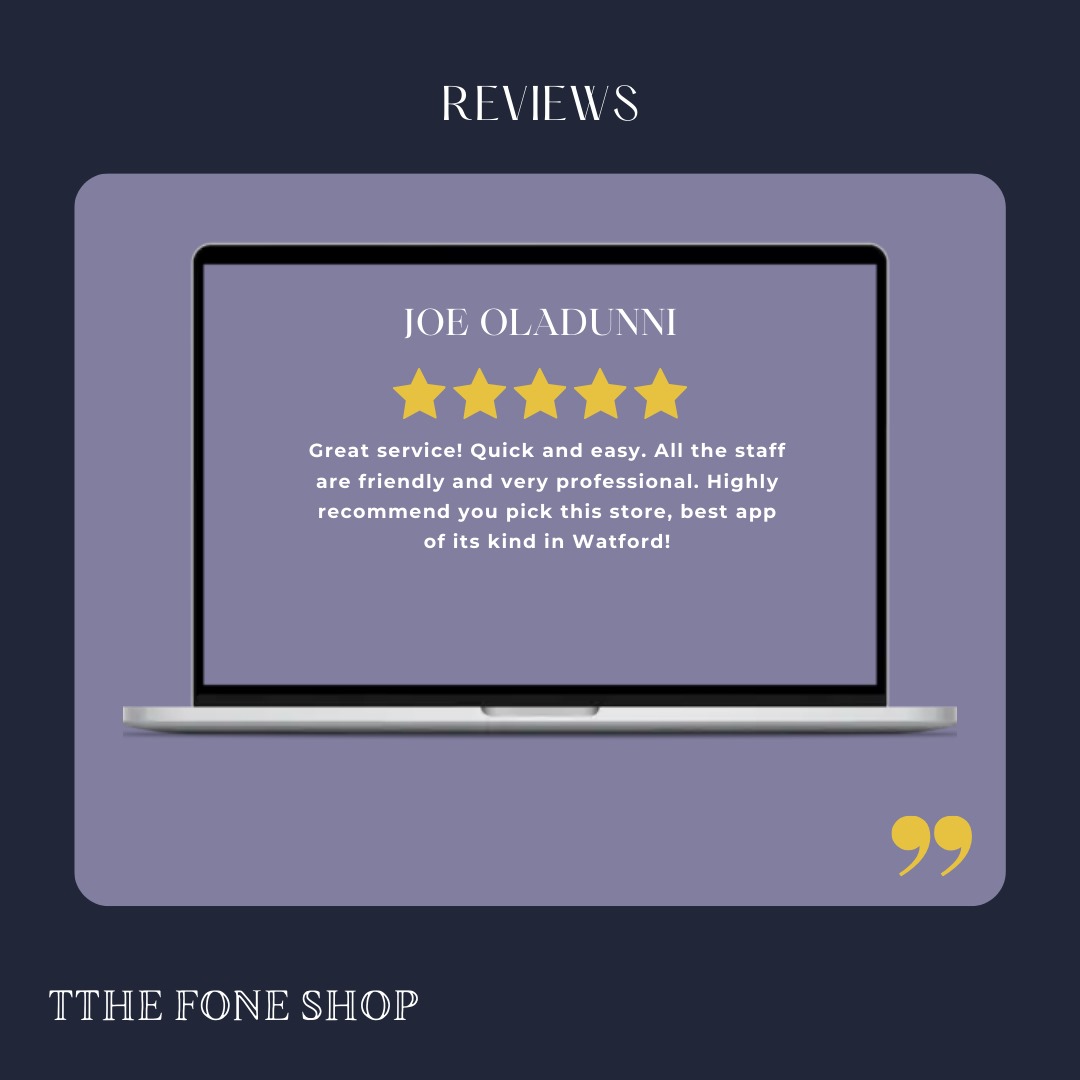 REVIEWS
JOE OLADUNNI
Great service! Quick and easy. All the staff
are friendly and very professional. Highly
recommend you pick this store, best app
of its kind in Watford!
”
TTHE FONE SHOP